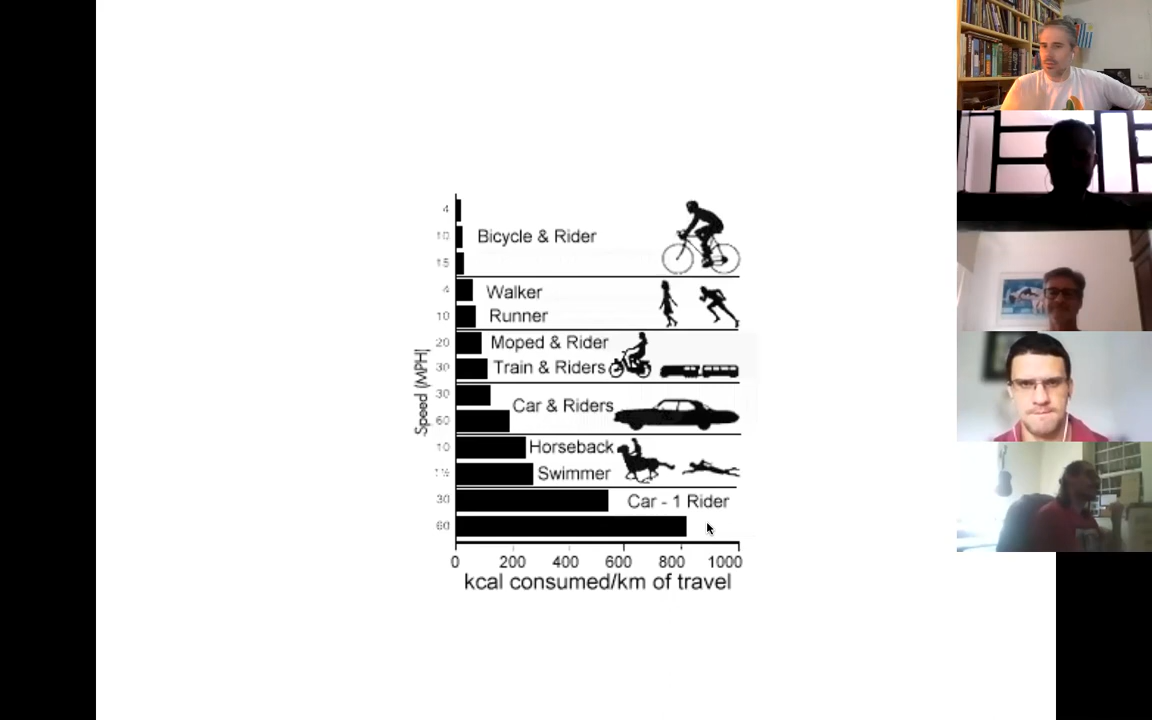 4
10 Bicycle & Rider
15
4 Walker
10 Runner
20 Moped & Rider
30 Train & Riders
30
Car & Riders
60
10 Horseback
Swimmer
30 Car - 1 Rider
60
Speed (MPH)
0 200 400 600 800 1000
kcal consumed/km of travel